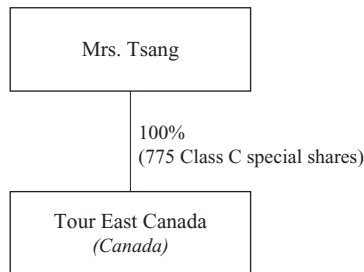 Mrs. Tsang
100%
(775 Class C special shares)
Tour East Canada
(Canada)